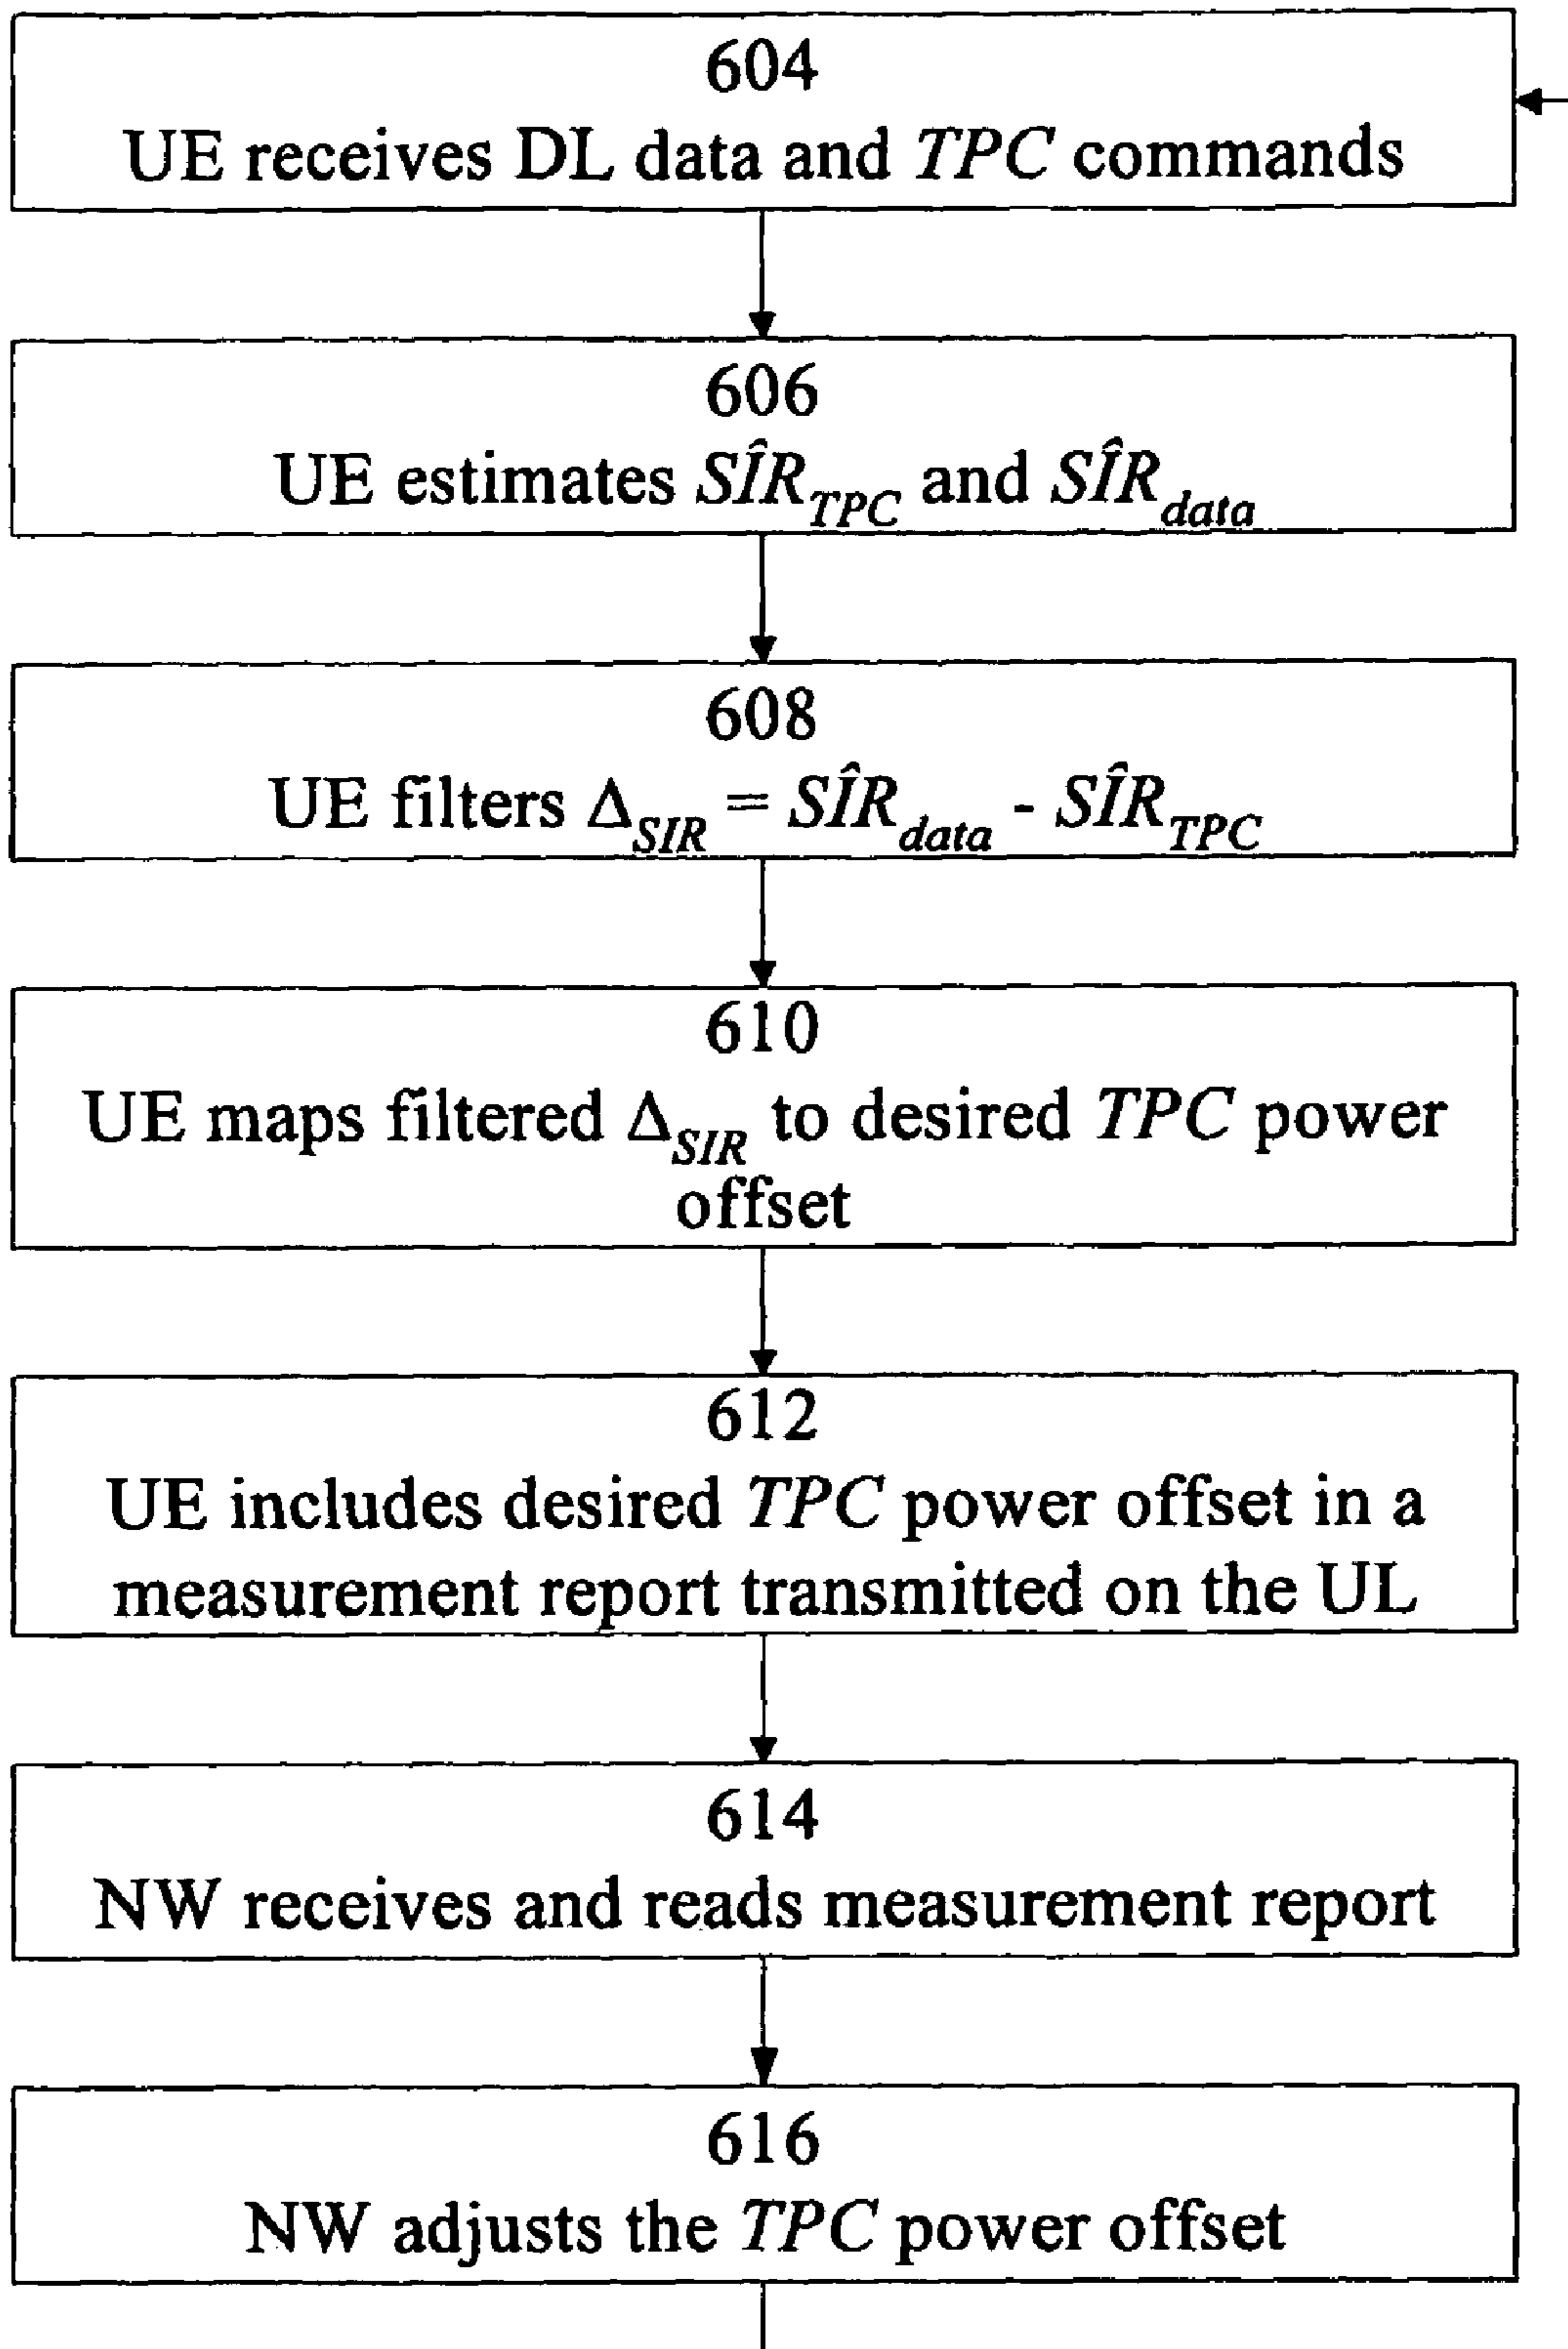 604
UE receives DL data and TPC commands
606
UE estimates SÎR_TPC and SÎR_data
608
UE filters Δ_SIR = SÎR_data - SÎR_TPC
610
UE maps filtered Δ_SIR to desired TPC power
offset
612
UE includes desired TPC power offset in a
measurement report transmitted on the UL
614
NW receives and reads measurement report
616
NW adjusts the TPC power offset